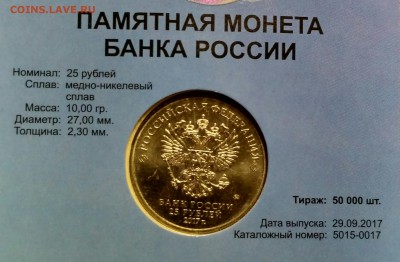 COINS.LAVE.RU
ПАМЯТНАЯ МОНЕТА
БАНКА РОССИИ
Номинал: 25 рублей
Сплав: медно-никелевый
сплав
Масса: 10,00 гр.
Диаметр: 27,00 мм.
Толщина: 2,30 мм.
РОССИЙСКАЯ ФЕДЕРАЦИЯ
БАНК РОССИИ
25 РУБЛЕЙ
2017 г.
Тираж: 50 000 шт.
Дата выпуска: 29.09.2017
Каталожный номер: 5015-0017